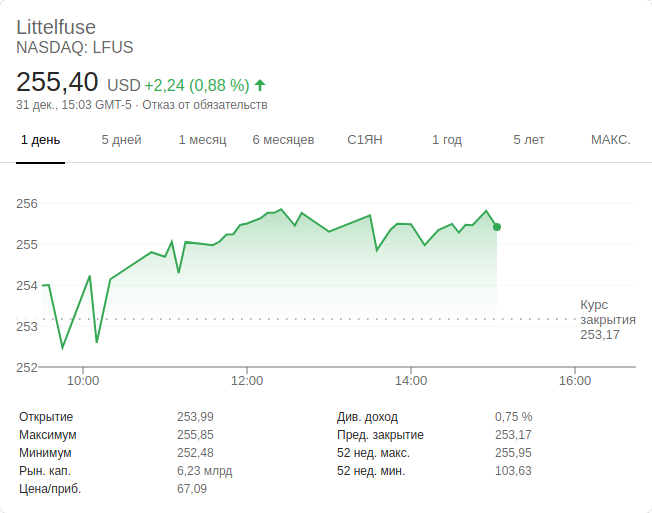 Littelfuse
NASDAQ: LFUS
255,40 USD +2,24 (0,88 %)
31 дек., 15:03 GMT-5 · Отказ от обязательств
1 день 5 дней 1 месяц 6 месяцев С1ЯН 1 год 5 лет МАКС.
256
255
254
253
252
Курс
закрытия
253,17
10:00 12:00 14:00 16:00
Открытие 253,99
Максимум 255,85
Минимум 252,48
Рын. кап. 6,23 млрд
Цена/приб. 67,09
Див. доход 0,75 %
Пред. закрытие 253,17
52 нед. макс. 255,95
52 нед. мин. 103,63